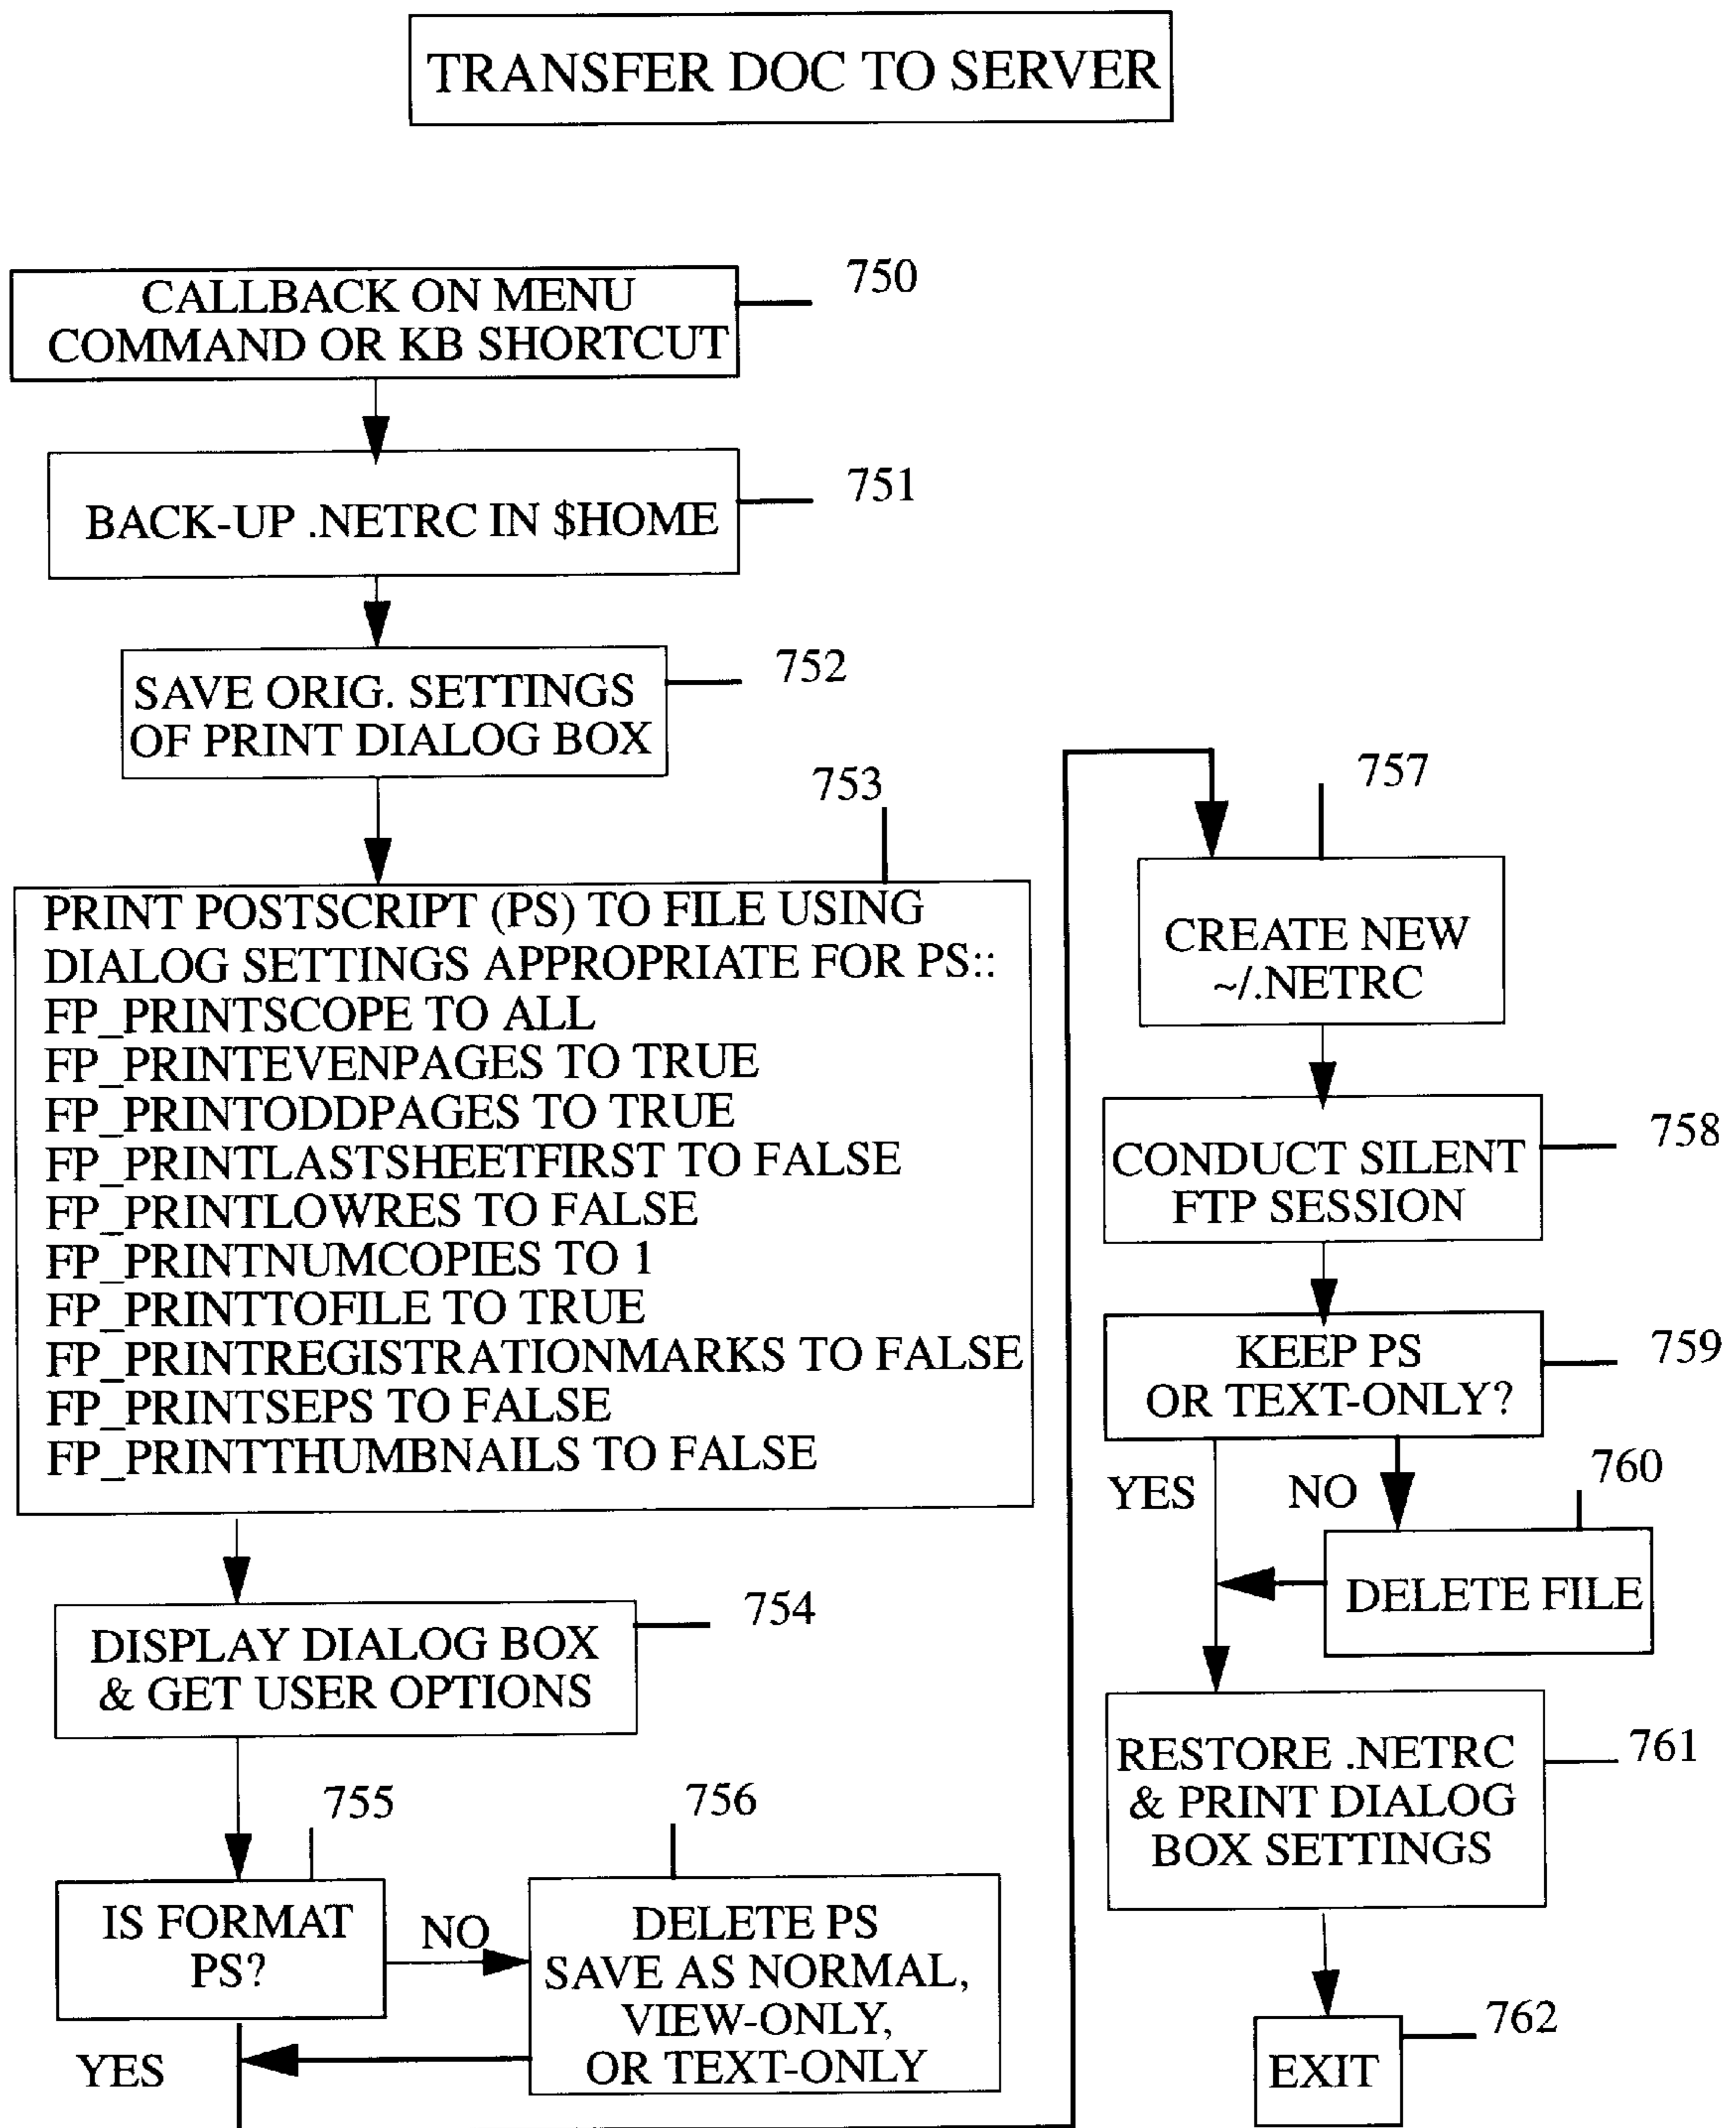 TRANSFER DOC TO SERVER
750
CALLBACK ON MENU
COMMAND OR KB SHORTCUT
751
BACK-UP .NETRC IN $HOME
752
SAVE ORIG. SETTINGS
OF PRINT DIALOG BOX
753
PRINT POSTSCRIPT (PS) TO FILE USING
DIALOG SETTINGS APPROPRIATE FOR PS::
FP_PRINTSCOPE TO ALL
FP_PRINTEVENPAGES TO TRUE
FP_PRINTODDPAGES TO TRUE
FP_PRINTLASTSHEETFIRST TO FALSE
FP_PRINTLOWRES TO FALSE
FP_PRINTNUMCOPIES TO 1
FP_PRINTTOFILE TO TRUE
FP_PRINTREGISTRATIONMARKS TO FALSE
FP_PRINTSEPS TO FALSE
FP_PRINTTHUMBNAILS TO FALSE
754
DISPLAY DIALOG BOX
& GET USER OPTIONS
755
IS FORMAT
PS?
NO
YES
756
DELETE PS
SAVE AS NORMAL,
VIEW-ONLY,
OR TEXT-ONLY
757
CREATE NEW
~/.NETRC
758
CONDUCT SILENT
FTP SESSION
759
KEEP PS
OR TEXT-ONLY?
YES
NO
760
DELETE FILE
761
RESTORE .NETRC
& PRINT DIALOG
BOX SETTINGS
762
EXIT